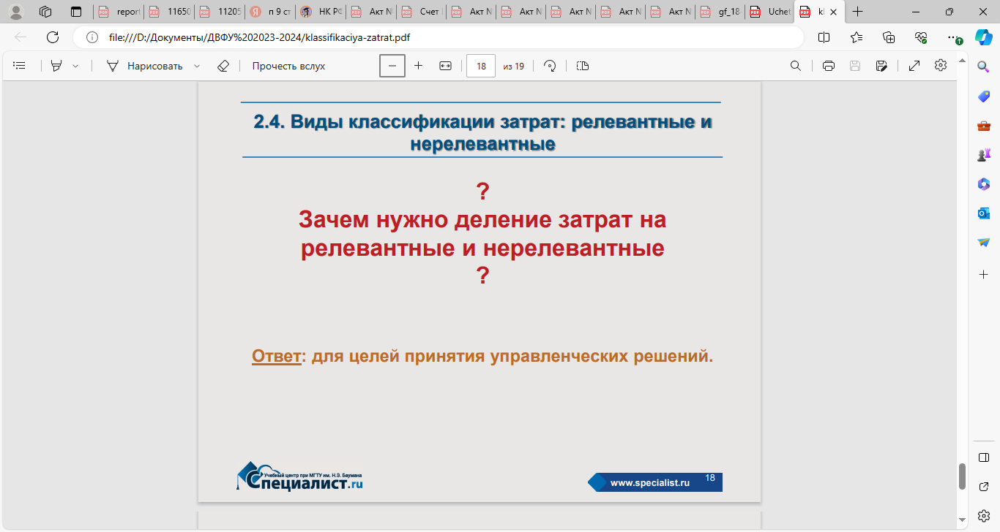 report
11650
11205
п 9 ст
НК РФ
Акт N
Счет
Акт N
Акт N
Акт N
Акт N
Акт N
gf_18
Uchet
kl
file:///D:/Документы/ДВФУ%202023-2024/klassifikaciya-zatrat.pdf
Нарисовать
Прочесть вслух
18
из 19
2.4. Виды классификации затрат: релевантные и
нерелевантные
?
Зачем нужно деление затрат на
релевантные и нерелевантные
?
Ответ: для целей принятия управленческих решений.
Учебный центр при МГТУ им. Н.Э. Баумана
Специалист.ru
www.specialist.ru
18